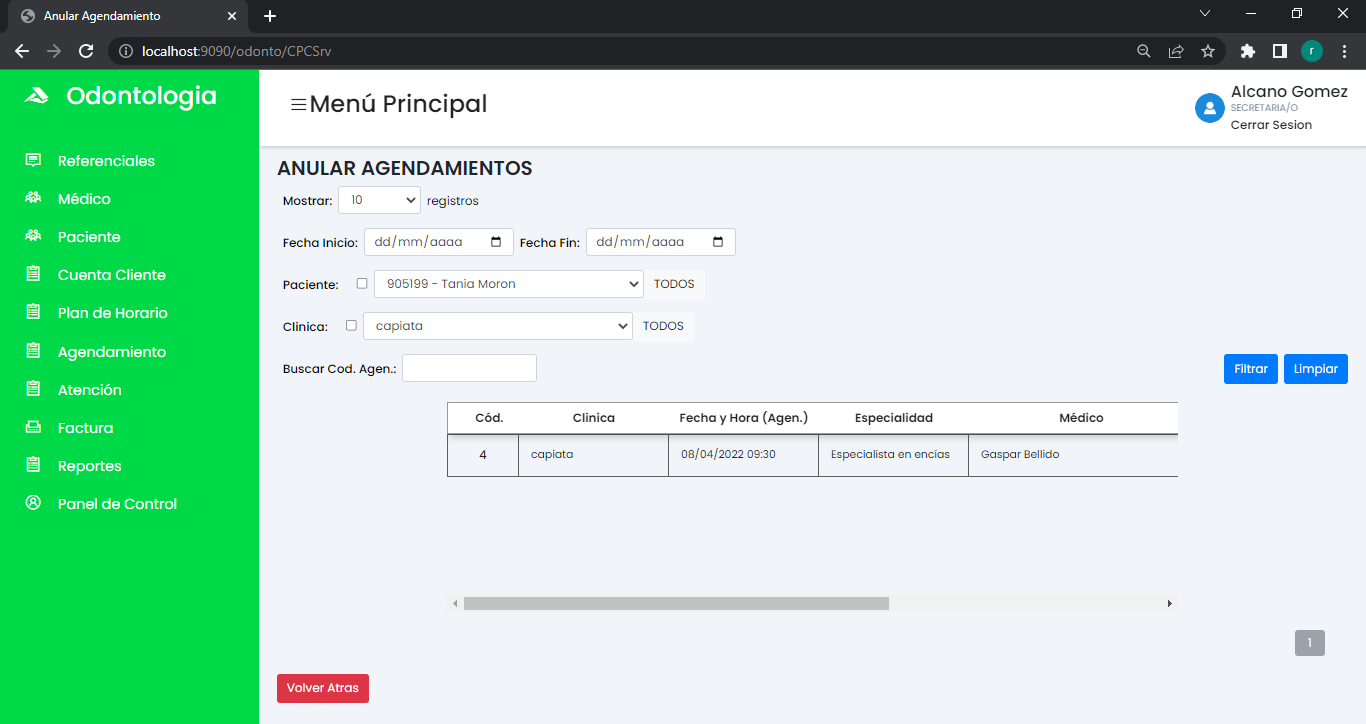 Anular Agendamiento
localhost:9090/odonto/CPCSrv
r
Odontologia
Menú Principal
Alcano Gomez
SECRETARIA/O
Cerrar Sesion
Referenciales
Médico
Paciente
Cuenta Cliente
Plan de Horario
Agendamiento
Atención
Factura
Reportes
Panel de Control
ANULAR AGENDAMIENTOS
Mostrar: 10 registros
Fecha Inicio: dd/mm/aaaa Fecha Fin: dd/mm/aaaa
Paciente: 905199 - Tania Moron TODOS
Clinica: capiata TODOS
Buscar Cod. Agen.: Filtrar Limpiar
Cód. Clínica Fecha y Hora (Agen.) Especialidad Médico
4 capiata 08/04/2022 09:30 Especialista en encias Gaspar Bellido
1
Volver Atras